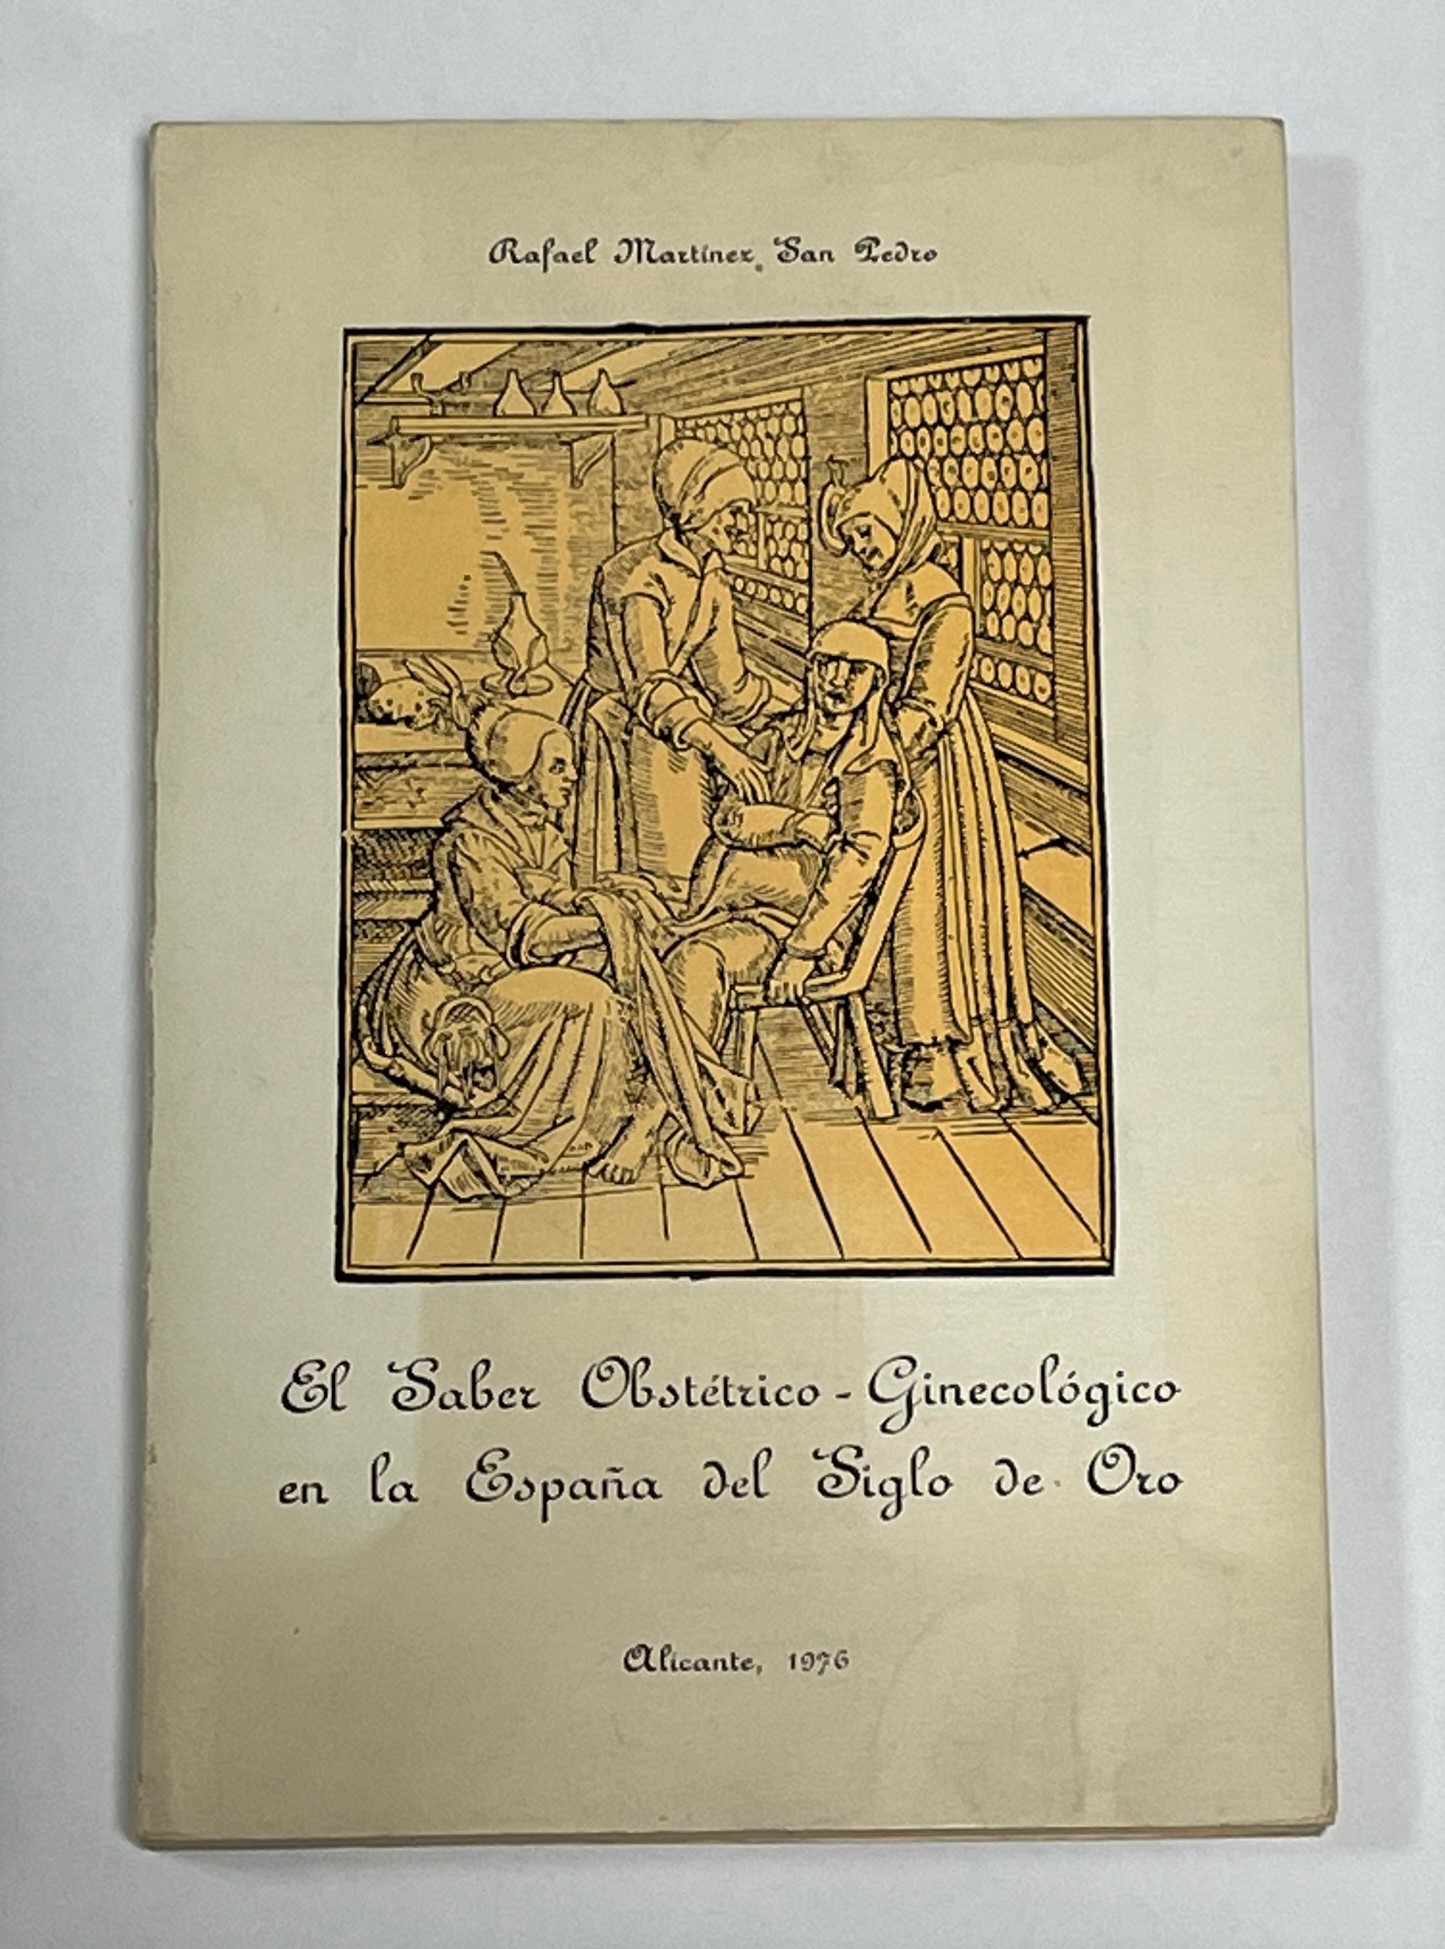 Rafael Martínez San Pedro
El Saber Obstétrico - Ginecológico
en la España del Siglo de Oro
Alicante, 1976